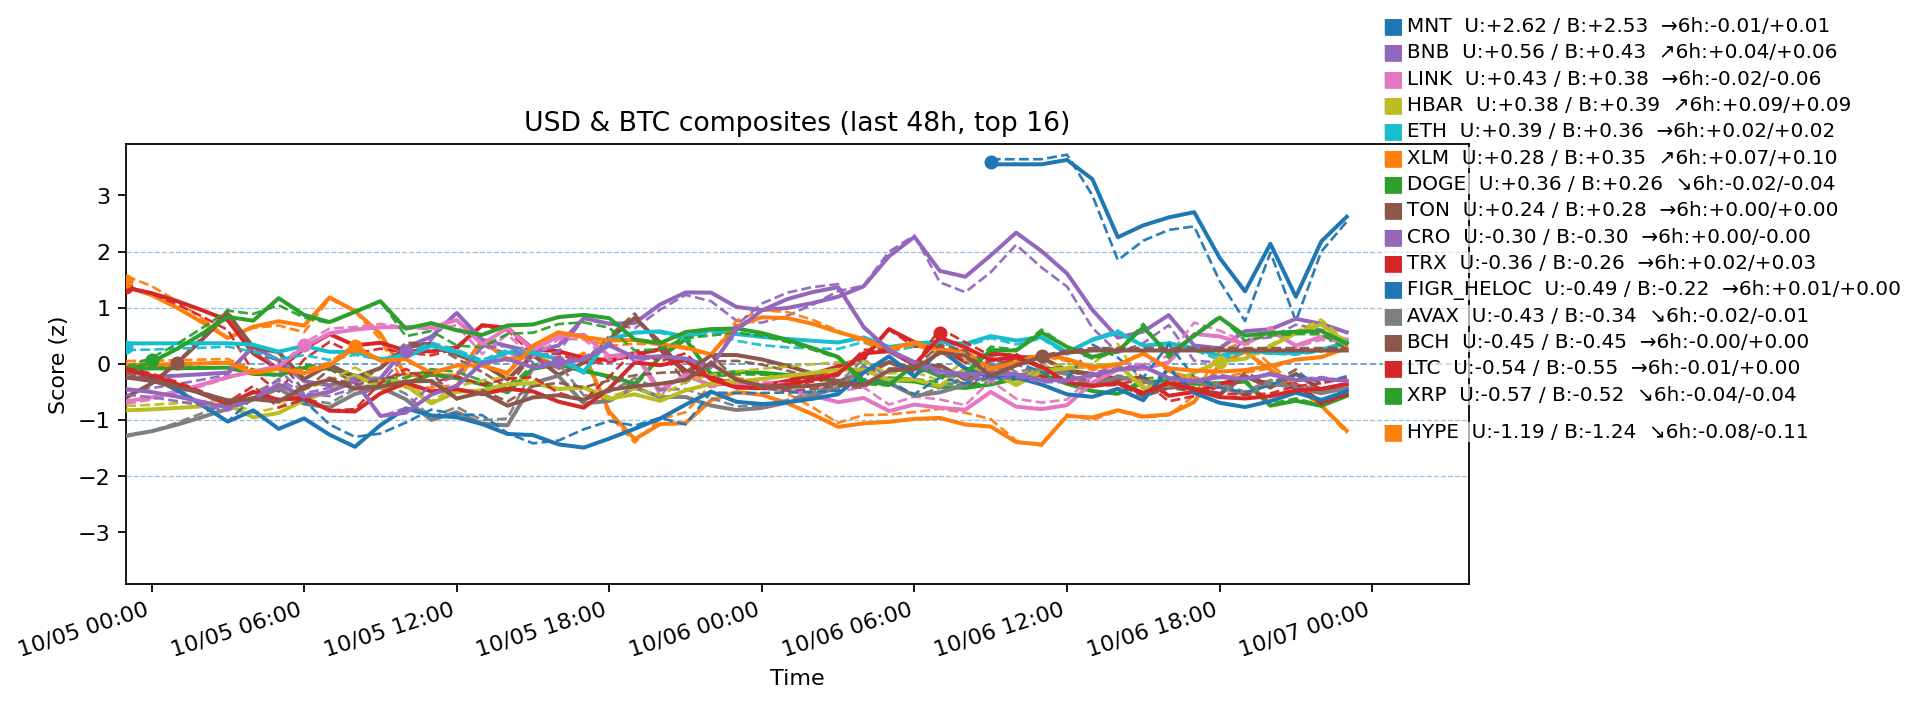 MNT  U:+2.62 / B:+2.53  →6h:-0.01/+0.01
BNB  U:+0.56 / B:+0.43  ↗6h:+0.04/+0.06
LINK  U:+0.43 / B:+0.38  →6h:-0.02/-0.06
HBAR  U:+0.38 / B:+0.39  ↗6h:+0.09/+0.09
ETH  U:+0.39 / B:+0.36  →6h:+0.02/+0.02
XLM  U:+0.28 / B:+0.35  ↗6h:+0.07/+0.10
DOGE  U:+0.36 / B:+0.26  ↘6h:-0.02/-0.04
TON  U:+0.24 / B:+0.28  →6h:+0.00/+0.00
CRO  U:-0.30 / B:-0.30  →6h:+0.00/-0.00
TRX  U:-0.36 / B:-0.26  →6h:+0.02/+0.03
FIGR_HELOC  U:-0.49 / B:-0.22  →6h:+0.01/+0.00
AVAX  U:-0.43 / B:-0.34  ↘6h:-0.02/-0.01
BCH  U:-0.45 / B:-0.45  →6h:-0.00/+0.00
LTC  U:-0.54 / B:-0.55  →6h:-0.01/+0.00
XRP  U:-0.57 / B:-0.52  ↘6h:-0.04/-0.04
HYPE  U:-1.19 / B:-1.24  ↘6h:-0.08/-0.11
USD & BTC composites (last 48h, top 16)
Score (z)
3
2
1
0
−1
−2
−3
10/05 00:00
10/05 06:00
10/05 12:00
10/05 18:00
10/06 00:00
10/06 06:00
10/06 12:00
10/06 18:00
10/07 00:00
Time